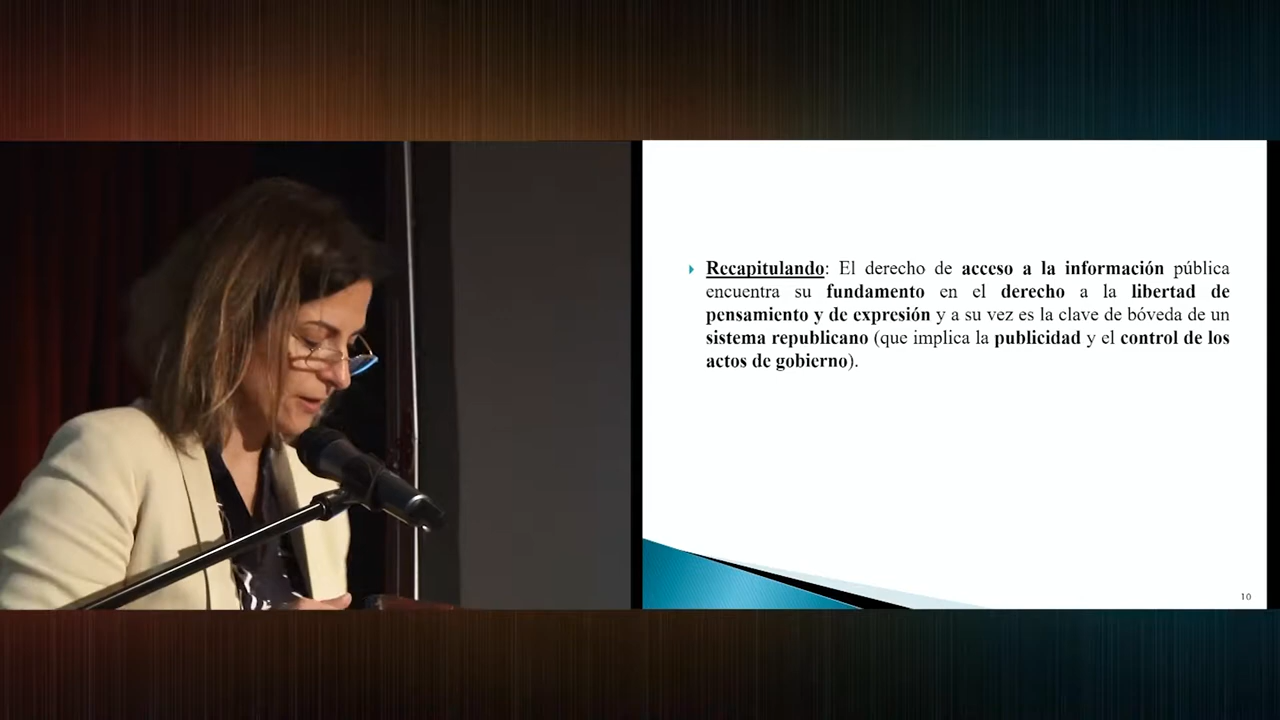 Recapitulando: El derecho de acceso a la información pública
encuentra su fundamento en el derecho a la libertad de
pensamiento y de expresión y a su vez es la clave de bóveda de un
sistema republicano (que implica la publicidad y el control de los
actos de gobierno).
10